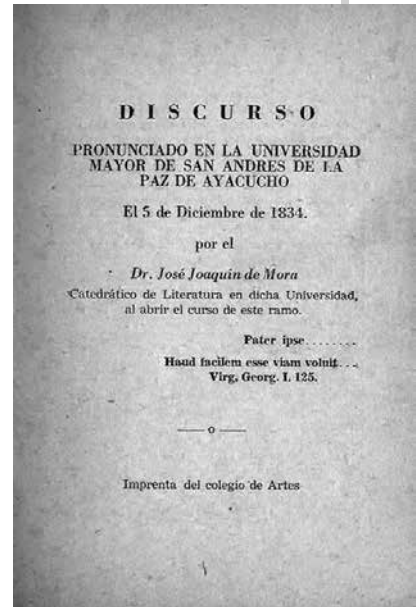 DISCURSO
PRONUNCIADO EN LA UNIVERSIDAD
MAYOR DE SAN ANDRES DE LA
PAZ DE AYACUCHO
El 5 de Diciembre de 1834.
por el
Dr. José Joaquín de Mora
Catedrático de Literatura en dicha Universidad,
al abrir el curso de este ramo.
Pater ipse........
Haud facilem esse viam voluit...
Virg. Georg. I. 125.
Imprenta del colegio de Artes